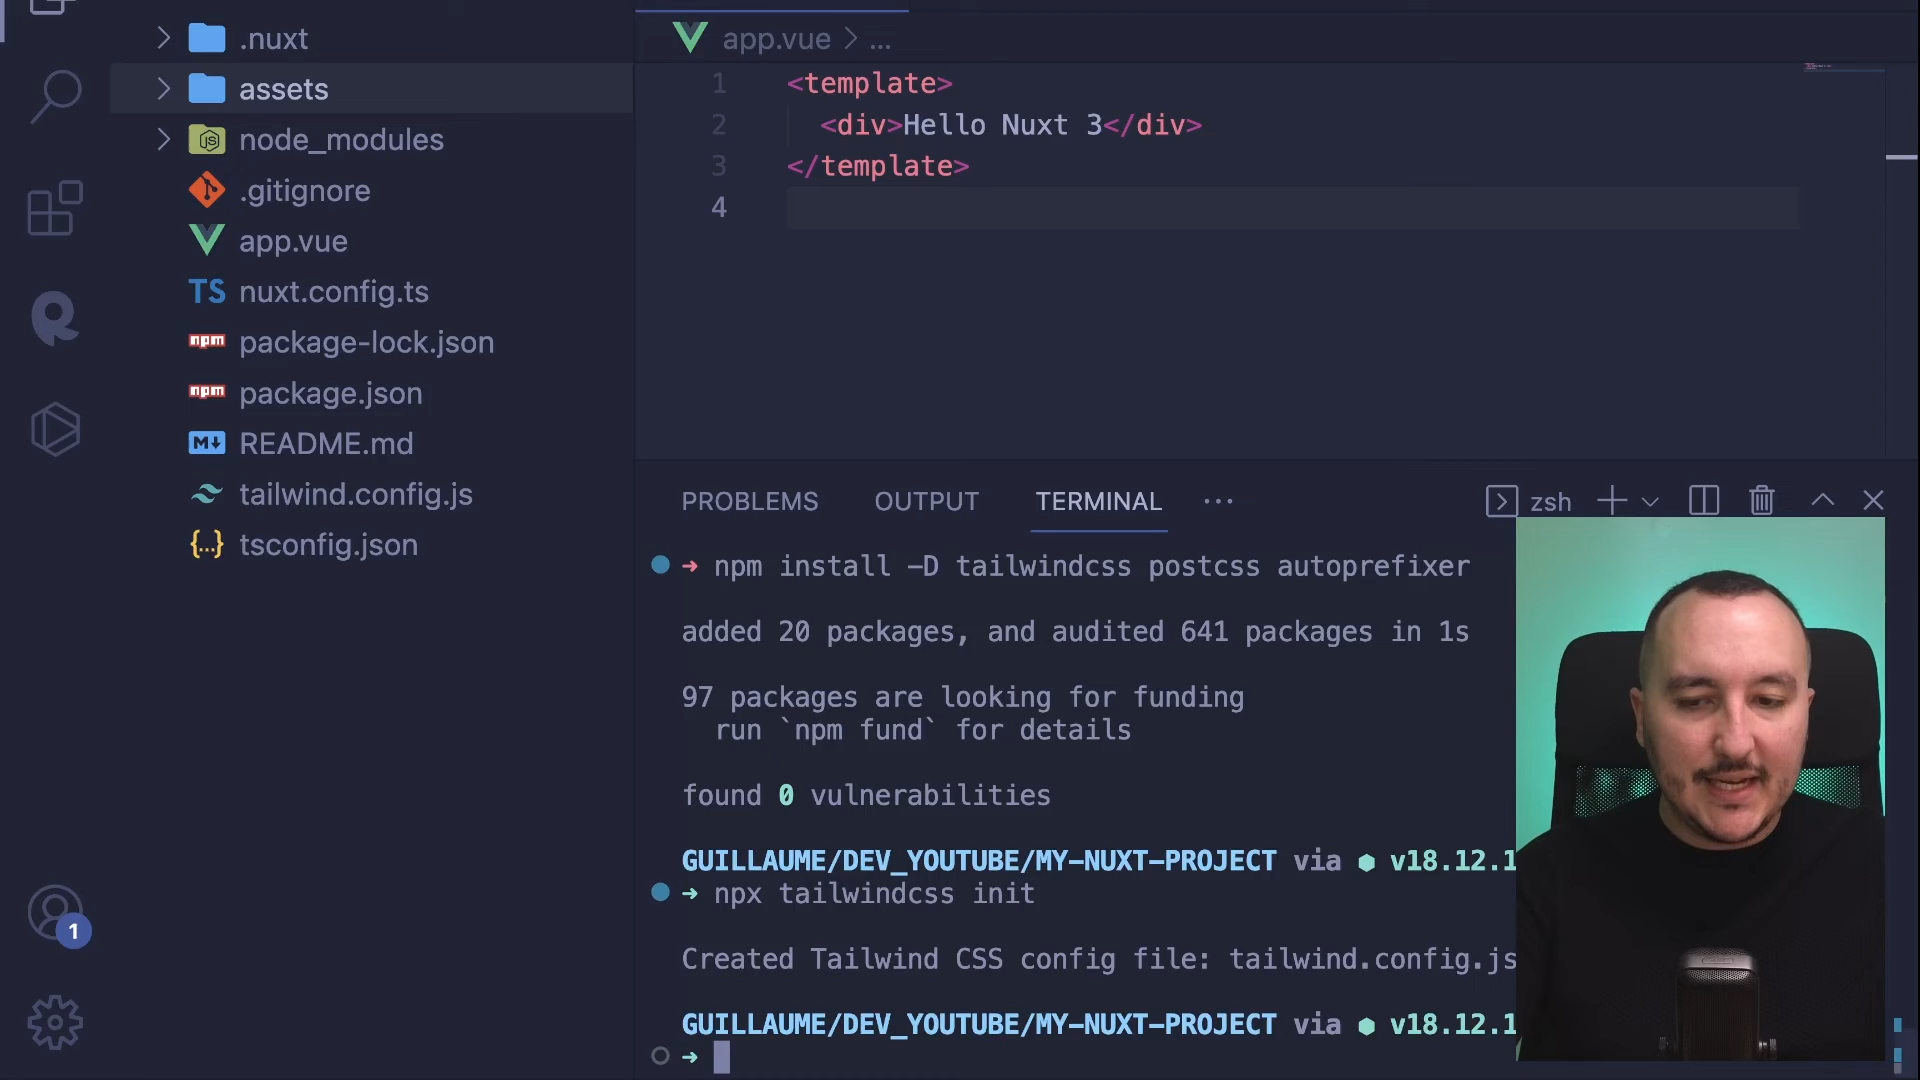 .nuxt
assets
node_modules
.gitignore
app.vue
TS nuxt.config.ts
npm package-lock.json
npm package.json
M↓ README.md
tailwind.config.js
{...} tsconfig.json
1
app.vue > ...
1 <template>
2 <div>Hello Nuxt 3</div>
3 </template>
4
PROBLEMS OUTPUT TERMINAL ··· zsh
➜ npm install -D tailwindcss postcss autoprefixer
added 20 packages, and audited 641 packages in 1s
97 packages are looking for funding
run `npm fund` for details
found 0 vulnerabilities
GUILLAUME/DEV_YOUTUBE/MY-NUXT-PROJECT via ⬢ v18.12.1
➜ npx tailwindcss init
Created Tailwind CSS config file: tailwind.config.js
GUILLAUME/DEV_YOUTUBE/MY-NUXT-PROJECT via ⬢ v18.12.1
➜